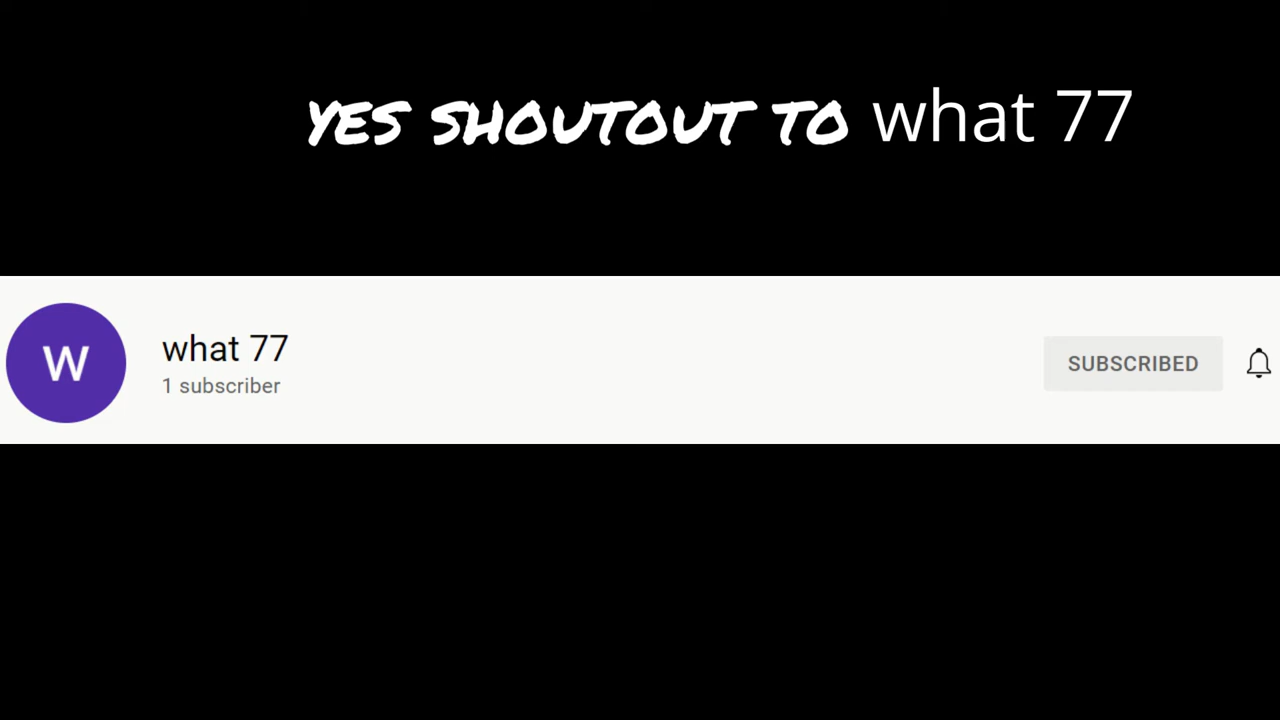 YES SHOUTOUT TO what 77
W
what 77
1 subscriber
SUBSCRIBED